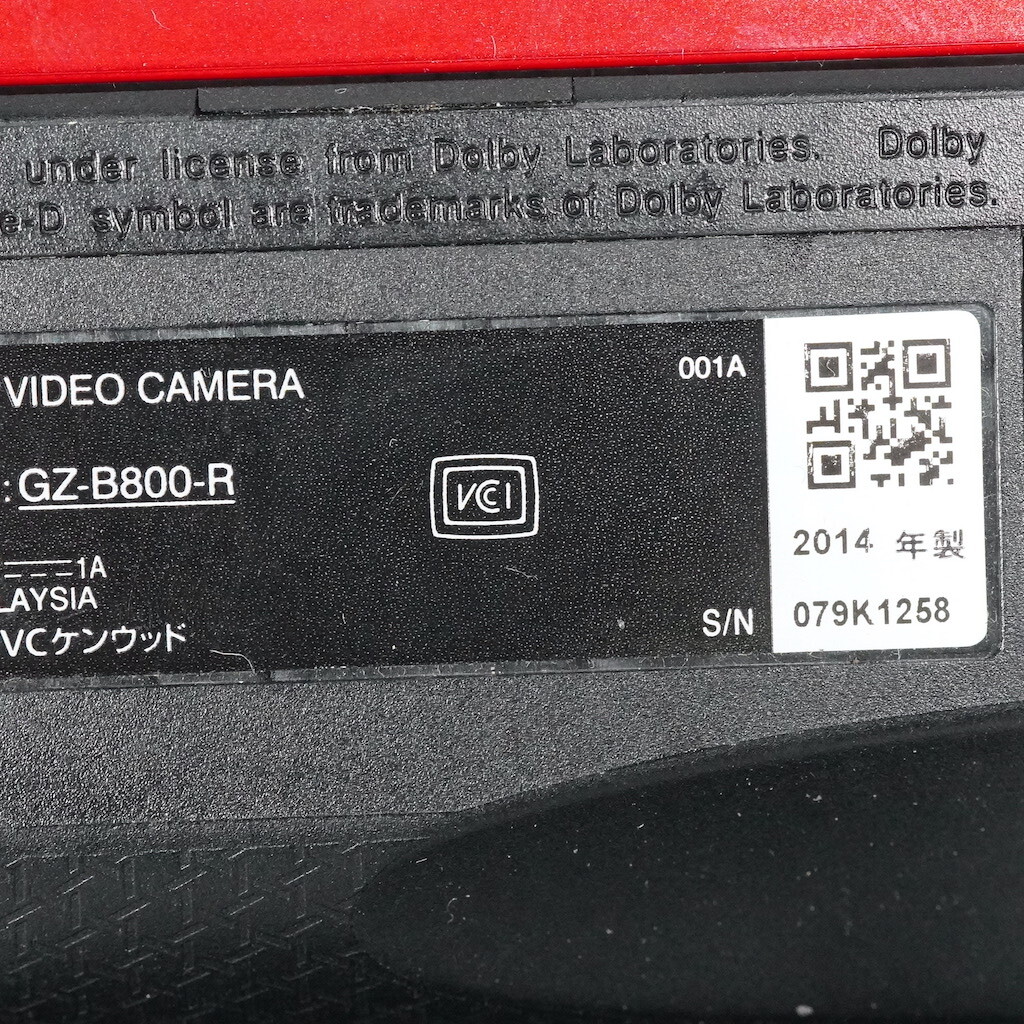 under license from Dolby Laboratories. Dolby
e-D symbol are trademarks of Dolby Laboratories.
VIDEO CAMERA
001A
: GZ-B800-R
VCCI
1A
LAYSIA
2014 年製
VCケンウッド
S/N 079K1258